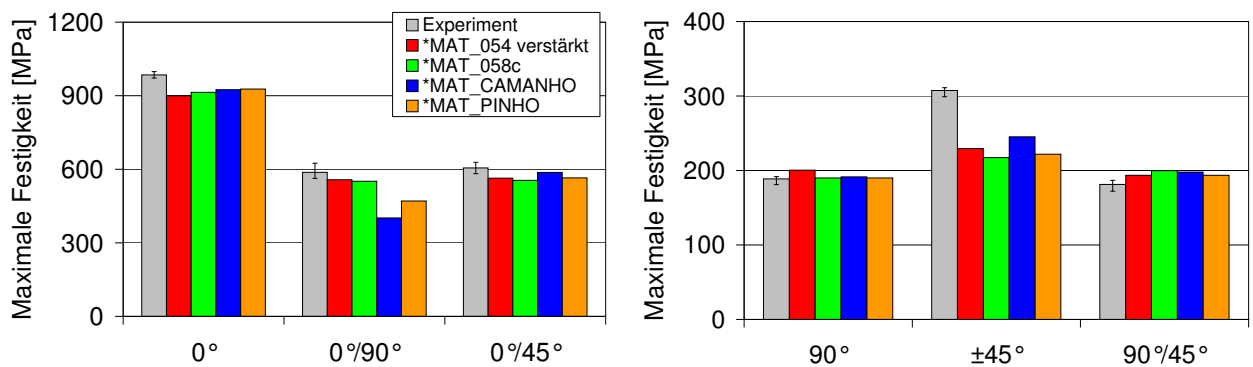 Maximale Festigkeit [MPa]
1200
900
600
300
0
Experiment
*MAT_054 verstärkt
*MAT_058c
*MAT_CAMANHO
*MAT_PINHO
0°
0°/90°
0°/45°
Maximale Festigkeit [MPa]
400
300
200
100
0
90°
±45°
90°/45°